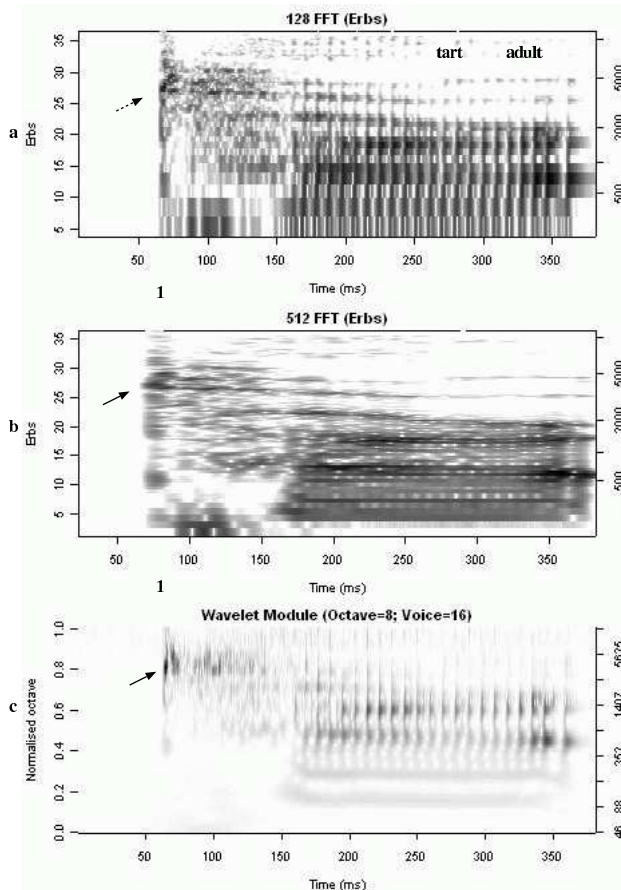 128 FFT (Erbs)
tart adult
a
Erbs
35
30
25
20
15
10
5
5000
2000
500
50 100 150 200 250 300 350
Time (ms)
1
512 FFT (Erbs)
b
Erbs
35
30
25
20
15
10
5
5000
2000
500
50 100 150 200 250 300 350
Time (ms)
1
Wavelet Module (Octave=8; Voice=16)
c
Normalised octave
1.0
0.8
0.6
0.4
0.2
0.0
5625
1407
352
88
46
50 100 150 200 250 300 350
Time (ms)